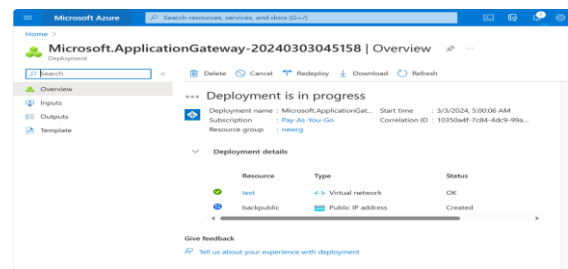 Microsoft Azure
Search resources, services, and docs (G+/)
Home >
Microsoft.ApplicationGateway-20240303045158 | Overview
Deployment
Search
Delete Cancel Redeploy Download Refresh
Overview
Inputs
Outputs
Template
Deployment is in progress
Deployment name : Microsoft.ApplicationGat... Start time : 3/3/2024, 5:00:06 AM
Subscription : Pay-As-You-Go Correlation ID : 10350a4f-7c84-4dc9-99a...
Resource group : newrg
Deployment details
Resource Type Status
test Virtual network OK
backpublic Public IP address Created
Give feedback
Tell us about your experience with deployment